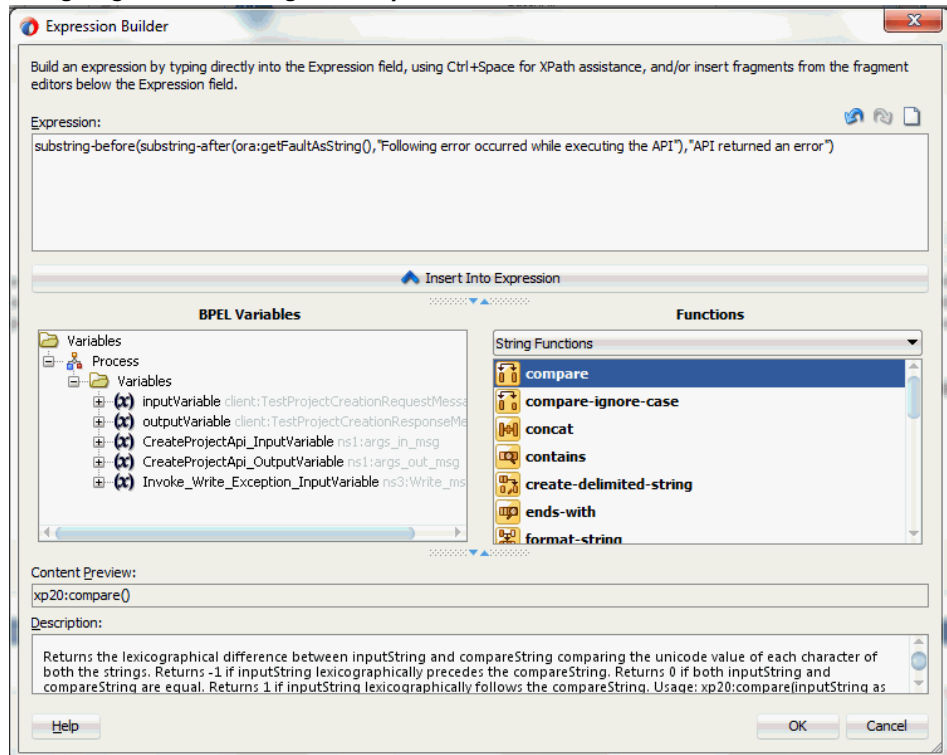 Expression Builder
Build an expression by typing directly into the Expression field, using Ctrl+Space for XPath assistance, and/or insert fragments from the fragment
editors below the Expression field.
Expression:
substring-before(substring-after(ora:getFaultAsString(),"Following error occurred while executing the API"),"API returned an error")
Insert Into Expression
BPEL Variables
Functions
Variables
Process
Variables
inputVariable client:TestProjectCreationRequestMessa
outputVariable client:TestProjectCreationResponseMe
CreateProjectApi_InputVariable ns1:args_in_msg
CreateProjectApi_OutputVariable ns1:args_out_msg
Invoke_Write_Exception_InputVariable ns3:Write_ms
String Functions
compare
compare-ignore-case
concat
contains
create-delimited-string
ends-with
format-string
Content Preview:
xp20:compare()
Description:
Returns the lexicographical difference between inputString and compareString comparing the unicode value of each character of
both the strings. Returns -1 if inputString lexicographically precedes the compareString. Returns 0 if both inputString and
compareString are equal. Returns 1 if inputString lexicographically follows the compareString. Usage: xp20:compare(inputString as
Help
OK
Cancel